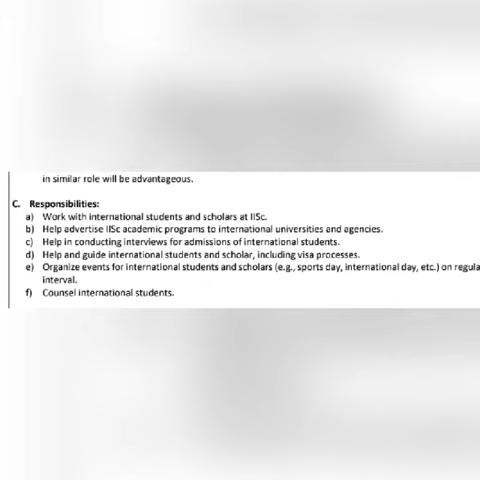 in similar role will be advantageous.
C. Responsibilities:
a) Work with international students and scholars at IISc.
b) Help advertise IISc academic programs to international universities and agencies.
c) Help in conducting interviews for admissions of international students.
d) Help and guide international students and scholar, including visa processes.
e) Organize events for international students and scholars (e.g., sports day, international day, etc.) on regula
interval.
f) Counsel international students.